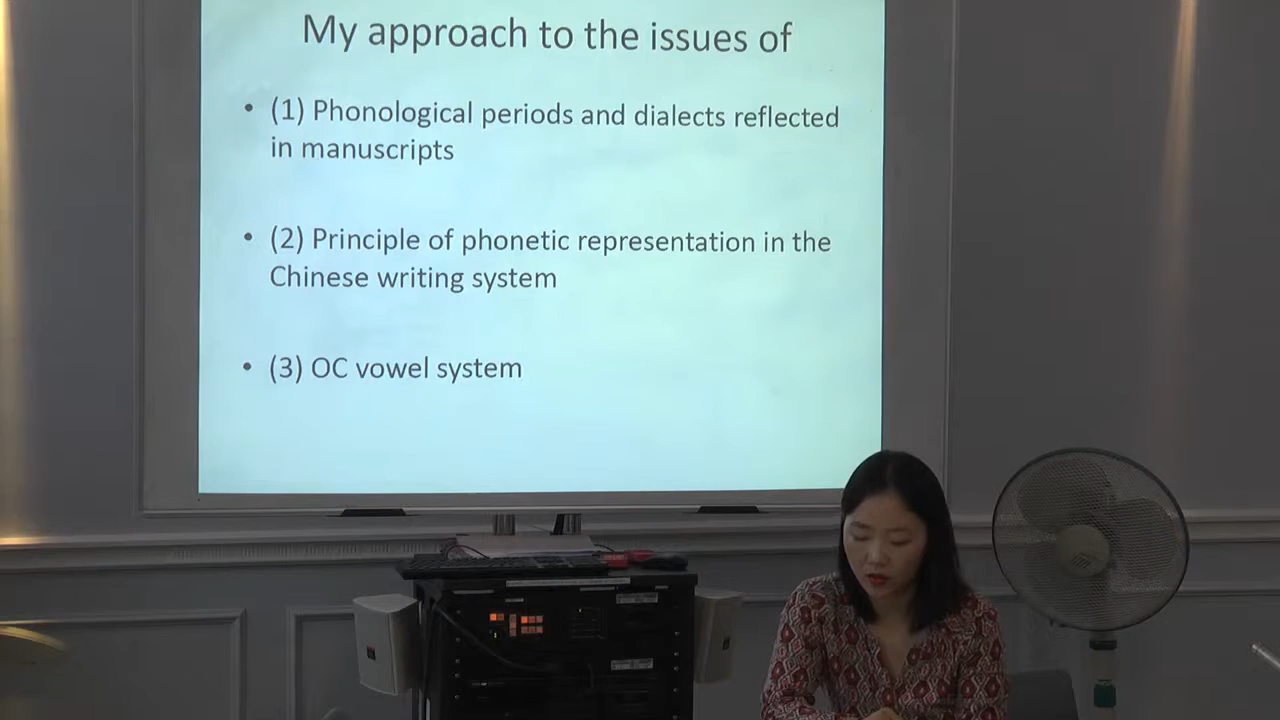 My approach to the issues of
• (1) Phonological periods and dialects reflected
in manuscripts
• (2) Principle of phonetic representation in the
Chinese writing system
• (3) OC vowel system